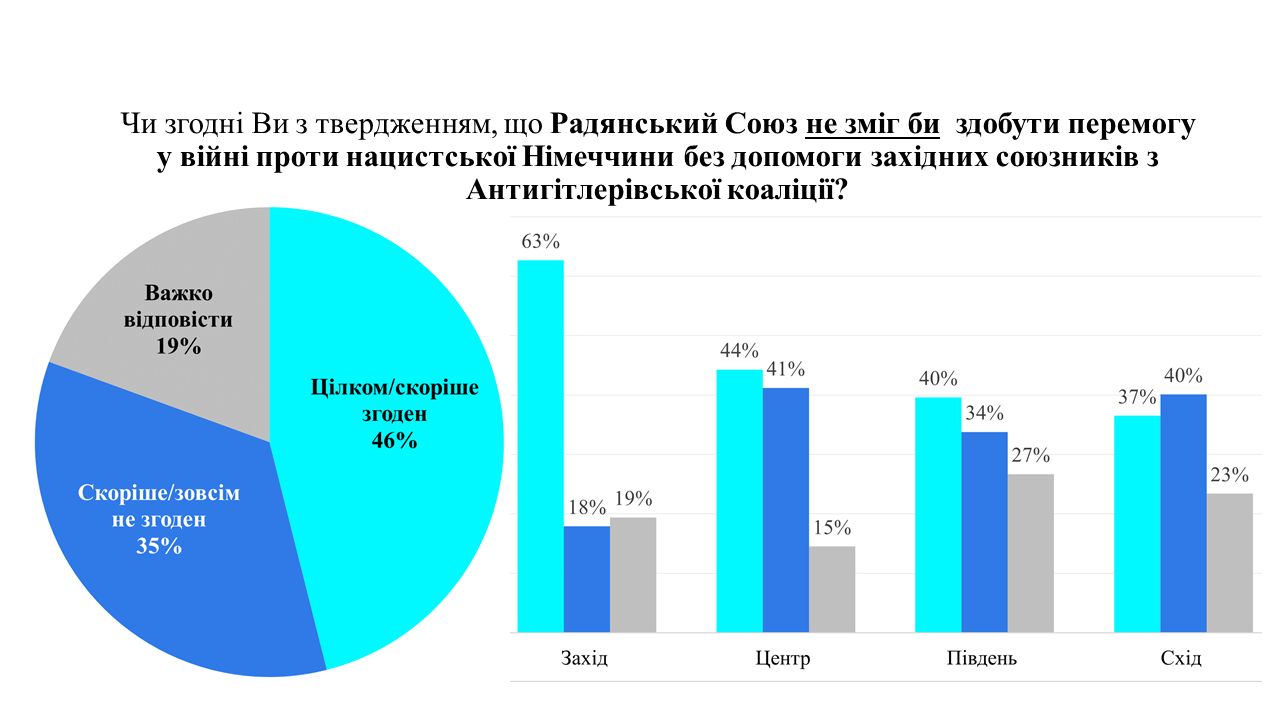 Чи згодні Ви з твердженням, що Радянський Союз не зміг би здобути перемогу
у війні проти нацистської Німеччини без допомоги західних союзників з
Антигітлерівської коаліції?
Важко
відповісти
19%
Цілком/скоріше
згоден
46%
Скоріше/зовсім
не згоден
35%
63%
18%
19%
44%
41%
15%
40%
34%
27%
37%
40%
23%
Захід
Центр
Південь
Схід